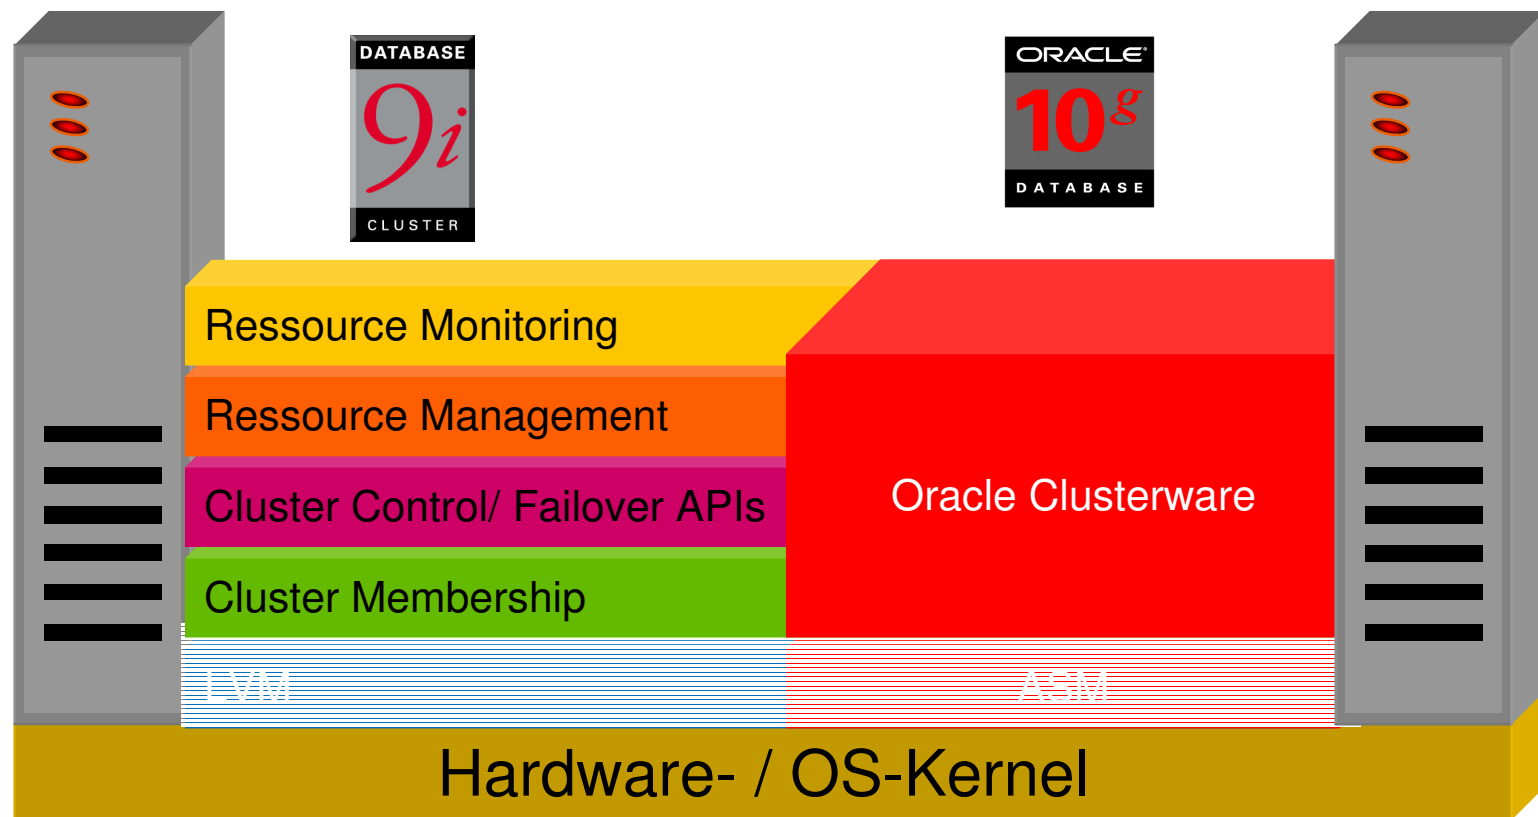 DATABASE
9i
CLUSTER
ORACLE
10g
DATABASE
Ressource Monitoring
Ressource Management
Cluster Control/ Failover APIs
Cluster Membership
Oracle Clusterware
LVM
ASM
Hardware- / OS-Kernel